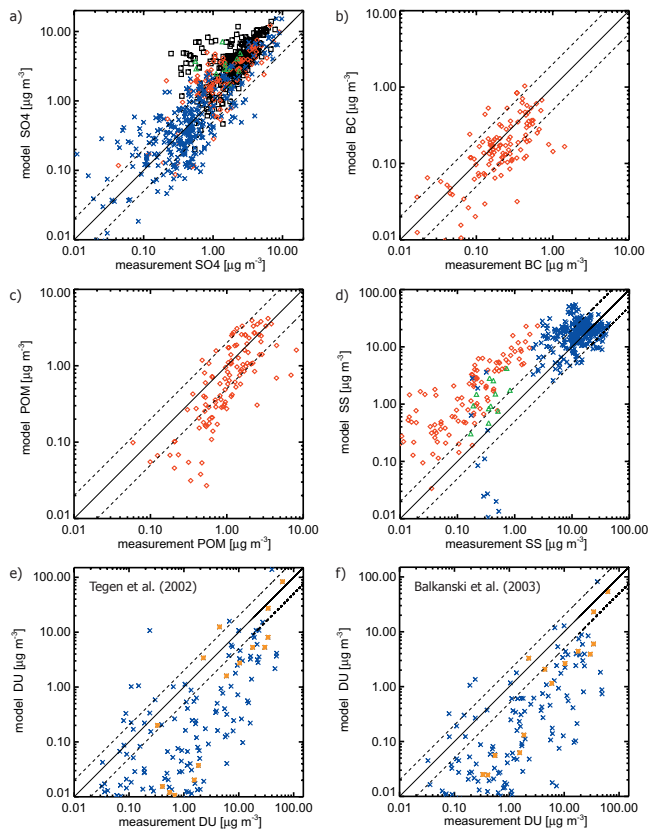 a)
10.00
1.00
0.10
0.01
model SO4 [µg m⁻³]
0.01 0.10 1.00 10.00
measurement SO4 [µg m⁻³]
b)
10.00
1.00
0.10
0.01
model BC [µg m⁻³]
0.01 0.10 1.00 10.00
measurement BC [µg m⁻³]
c)
10.00
1.00
0.10
0.01
model POM [µg m⁻³]
0.01 0.10 1.00 10.00
measurement POM [µg m⁻³]
d)
100.00
10.00
1.00
0.10
0.01
model SS [µg m⁻³]
0.01 0.10 1.00 10.00 100.00
measurement SS [µg m⁻³]
e)
Tegen et al. (2002)
100.00
10.00
1.00
0.10
0.01
model DU [µg m⁻³]
0.01 0.10 1.00 10.00 100.00
measurement DU [µg m⁻³]
f)
Balkanski et al. (2003)
100.00
10.00
1.00
0.10
0.01
model DU [µg m⁻³]
0.01 0.10 1.00 10.00 100.00
measurement DU [µg m⁻³]